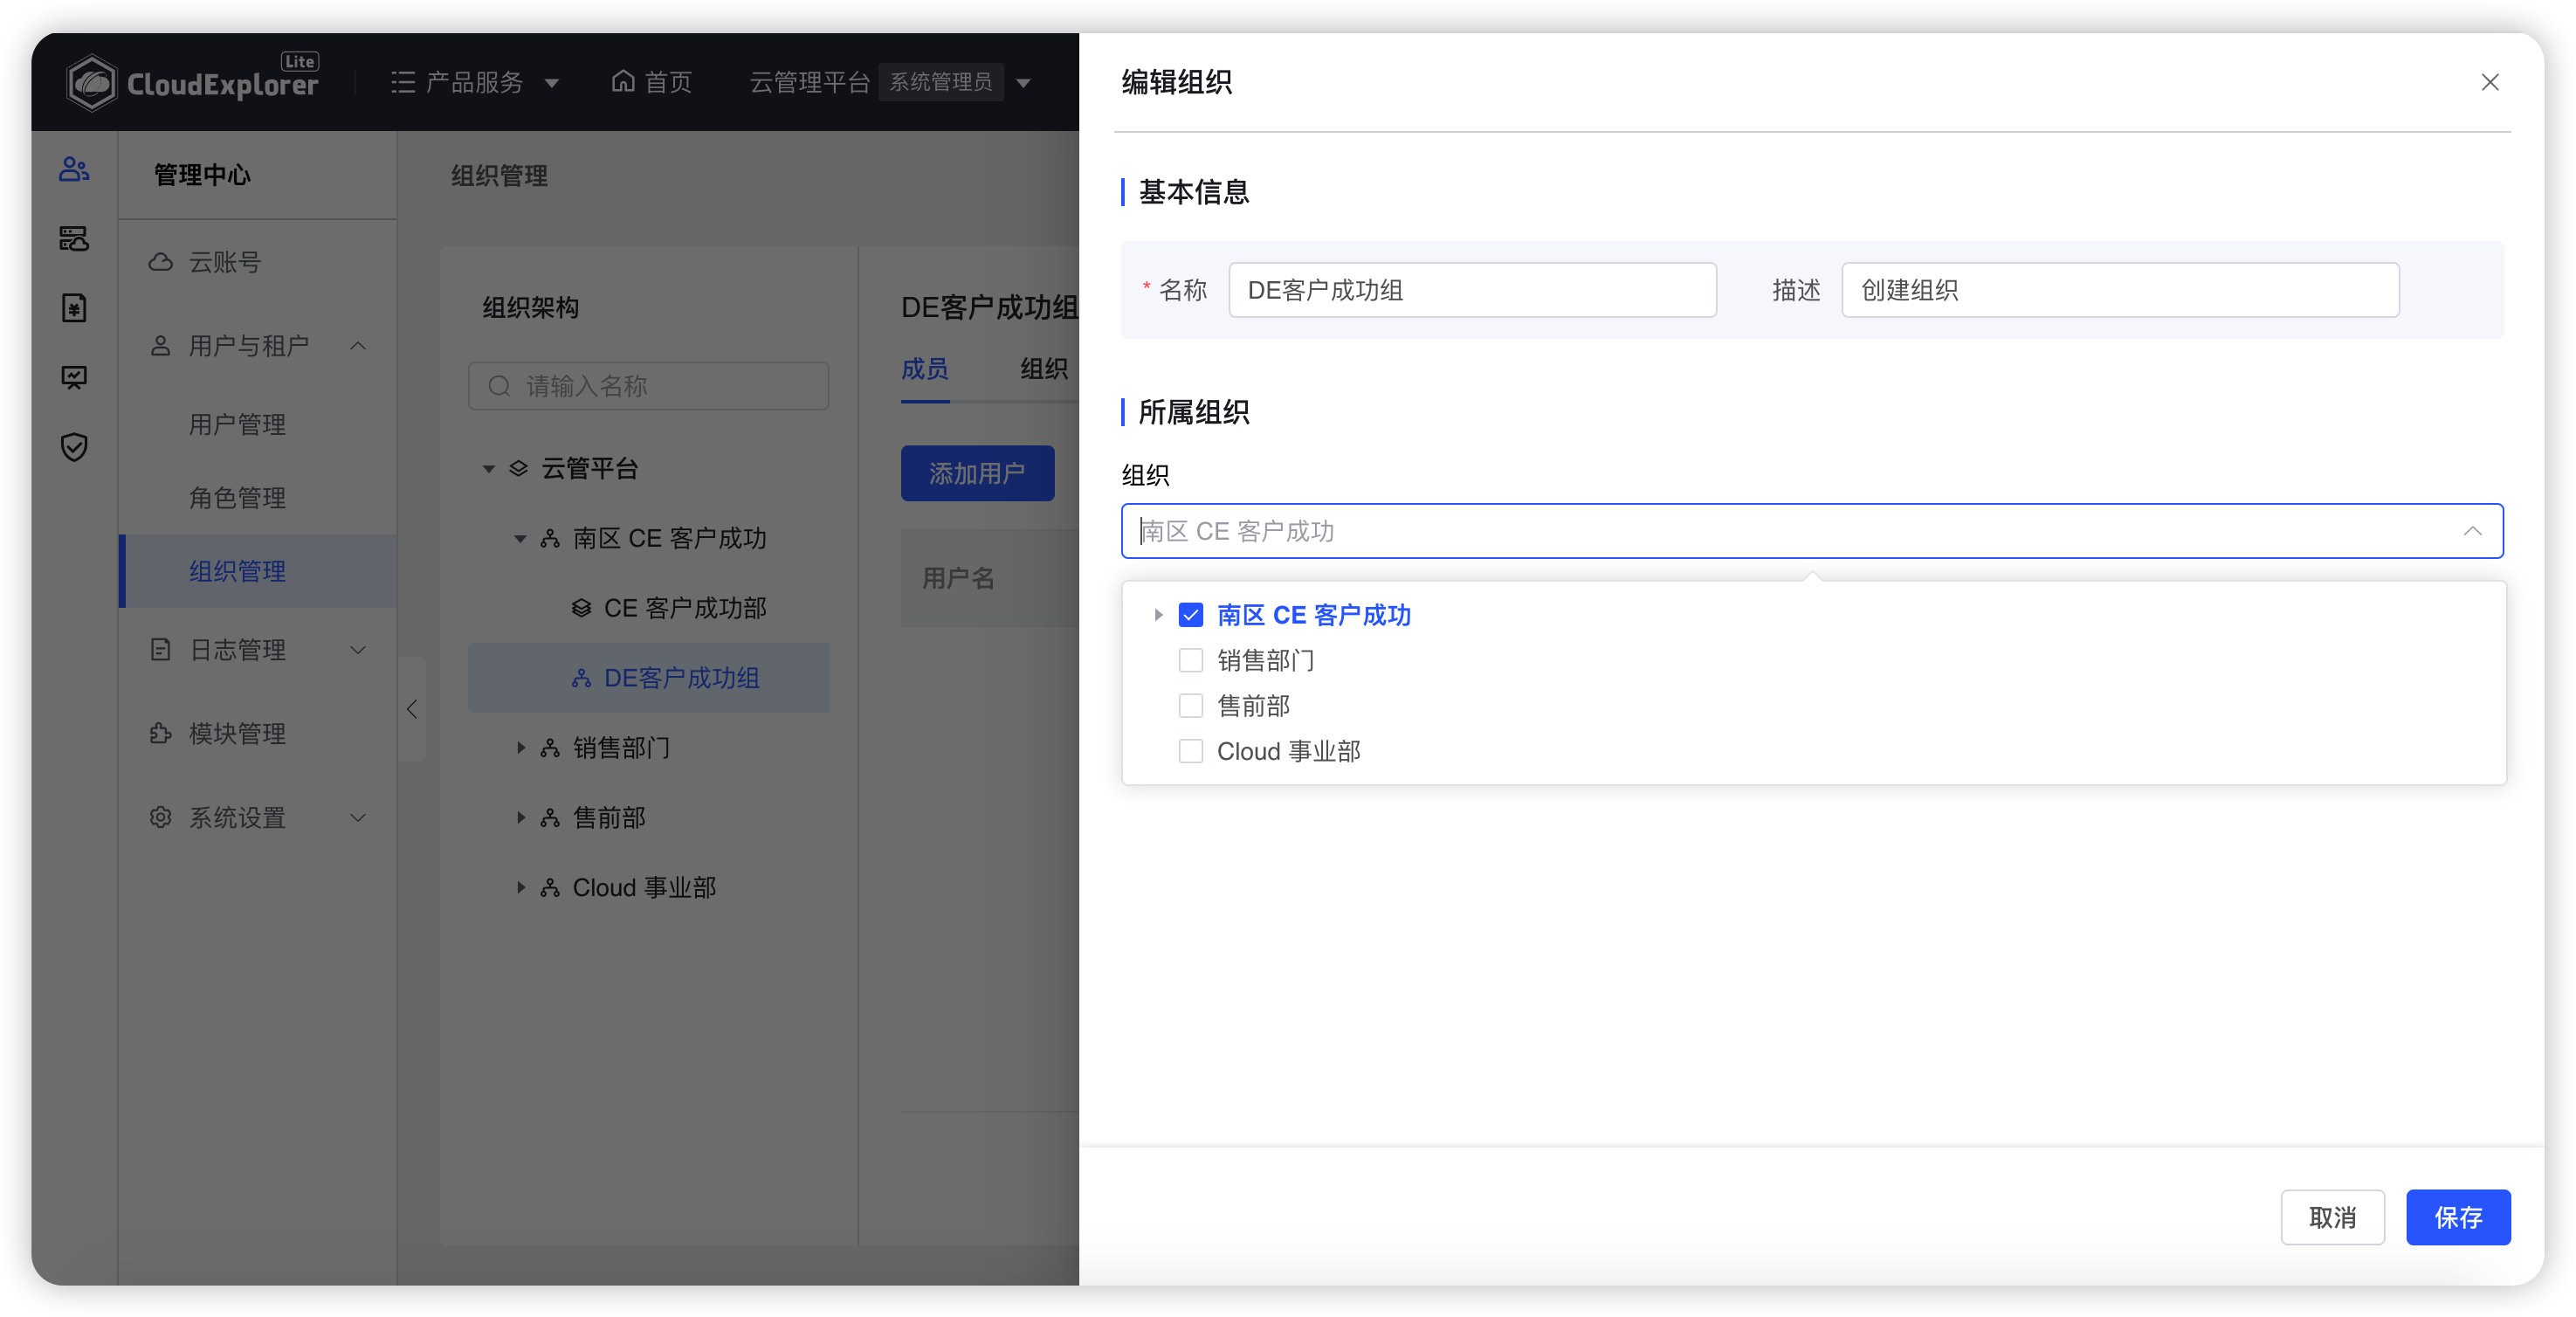 CloudExplorer Lite
产品服务
首页
云管理平台 系统管理员
管理中心
云账号
用户与租户
用户管理
角色管理
组织管理
日志管理
模块管理
系统设置
组织管理
组织架构
请输入名称
云管平台
南区 CE 客户成功
CE 客户成功部
DE客户成功组
销售部门
售前部
Cloud 事业部
DE客户成功组
成员 组织
添加用户
用户名
编辑组织
基本信息
* 名称 DE客户成功组 描述 创建组织
所属组织
组织
南区 CE 客户成功
南区 CE 客户成功
销售部门
售前部
Cloud 事业部
取消 保存